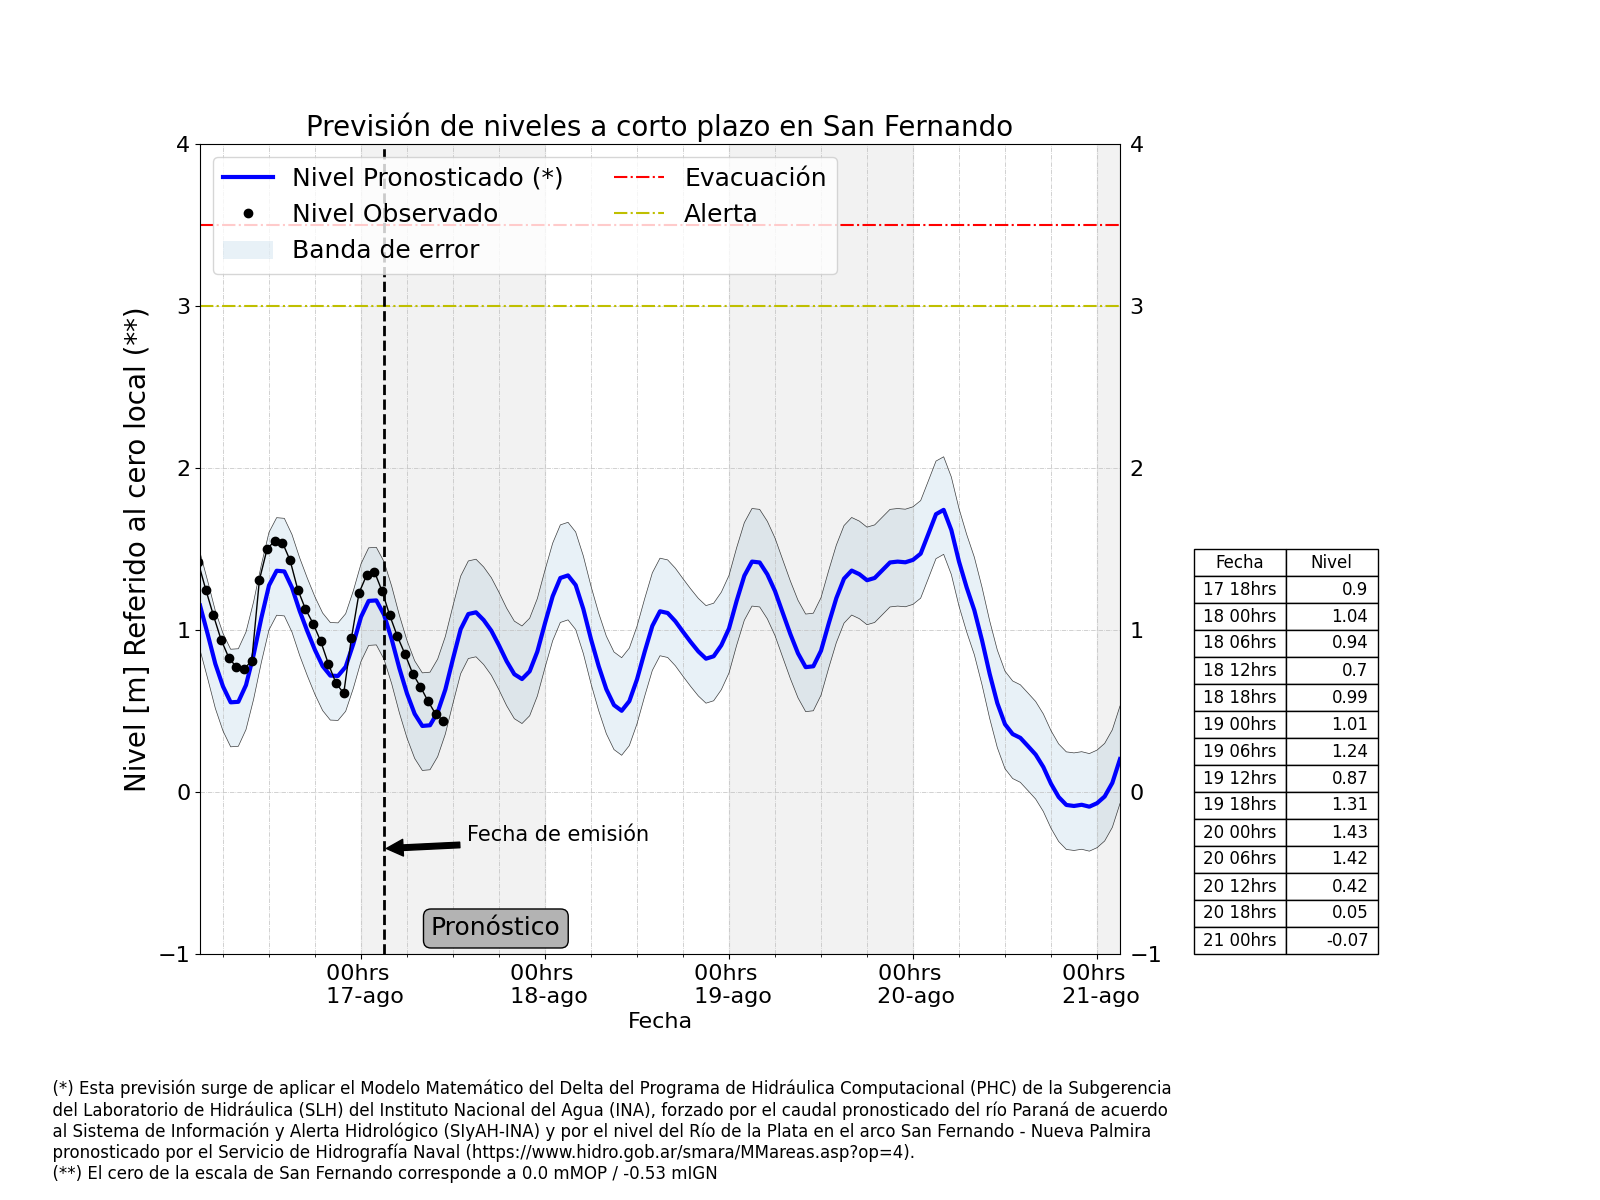 Previsión de niveles a corto plazo en San Fernando
Nivel Pronosticado (*)
Nivel Observado
Banda de error
Evacuación
Alerta
Nivel [m] Referido al cero local (**)
4
3
2
1
0
−1
4
3
2
1
0
−1
Fecha de emisión
Pronóstico
00hrs
17-ago
00hrs
18-ago
00hrs
19-ago
00hrs
20-ago
00hrs
21-ago
Fecha
Fecha Nivel
17 18hrs 0.9
18 00hrs 1.04
18 06hrs 0.94
18 12hrs 0.7
18 18hrs 0.99
19 00hrs 1.01
19 06hrs 1.24
19 12hrs 0.87
19 18hrs 1.31
20 00hrs 1.43
20 06hrs 1.42
20 12hrs 0.42
20 18hrs 0.05
21 00hrs -0.07
(*) Esta previsión surge de aplicar el Modelo Matemático del Delta del Programa de Hidráulica Computacional (PHC) de la Subgerencia
del Laboratorio de Hidráulica (SLH) del Instituto Nacional del Agua (INA), forzado por el caudal pronosticado del río Paraná de acuerdo
al Sistema de Información y Alerta Hidrológico (SIyAH-INA) y por el nivel del Río de la Plata en el arco San Fernando - Nueva Palmira
pronosticado por el Servicio de Hidrografía Naval (https://www.hidro.gob.ar/smara/MMareas.asp?op=4).
(**) El cero de la escala de San Fernando corresponde a 0.0 mMOP / -0.53 mIGN